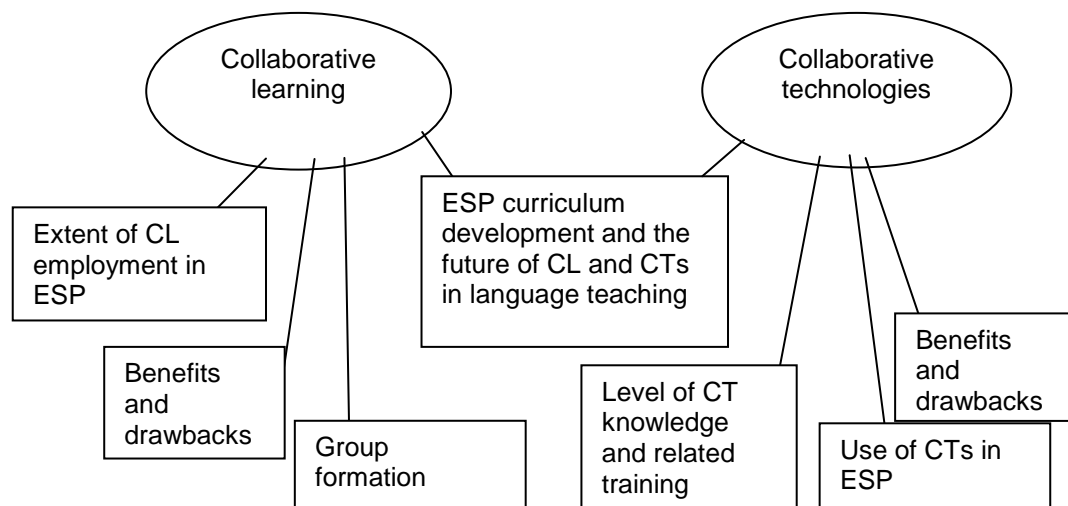 Collaborative
learning
Collaborative
technologies
Extent of CL
employment in
ESP
ESP curriculum
development and the
future of CL and CTs
in language teaching
Benefits
and
drawbacks
Group
formation
Level of CT
knowledge
and related
training
Benefits
and
drawbacks
Use of CTs in
ESP